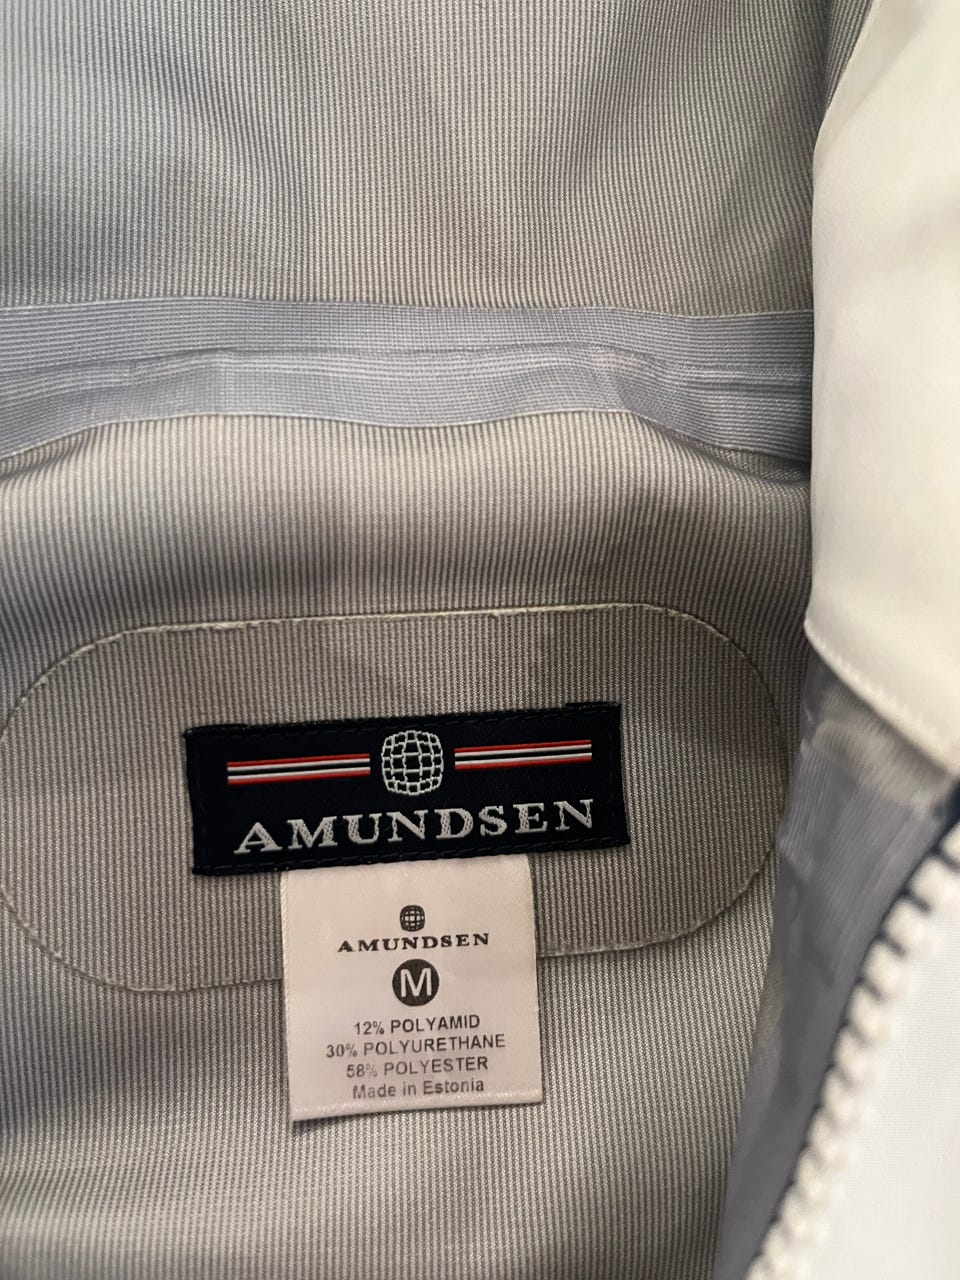 AMUNDSEN
AMUNDSEN
M
12% POLYAMID
30% POLYURETHANE
58% POLYESTER
Made in Estonia